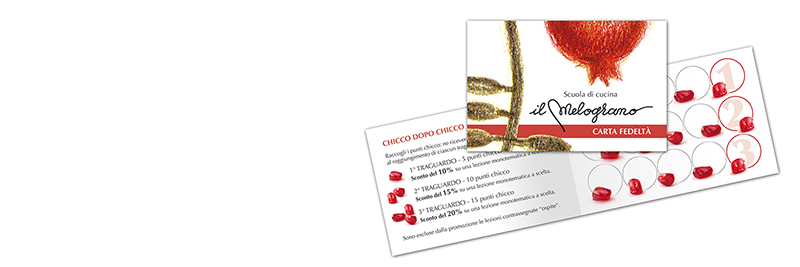 Scuola di cucina
il Melograno
CARTA FEDELTÀ
CHICCO DOPO CHICCO
Raccogli i punti chicco: ne riceverai
al raggiungimento di ciascun
1° TRAGUARDO - 5 punti chicco
Sconto del 10% su una lezione monotematica a scelta.
2° TRAGUARDO - 10 punti chicco
Sconto del 15% su una lezione monotematica a scelta.
3° TRAGUARDO - 15 punti chicco
Sconto del 20% su una lezione monotematica a scelta.
Sono escluse dalla promozione le lezioni contrassegnate "ospite".
1
2
3